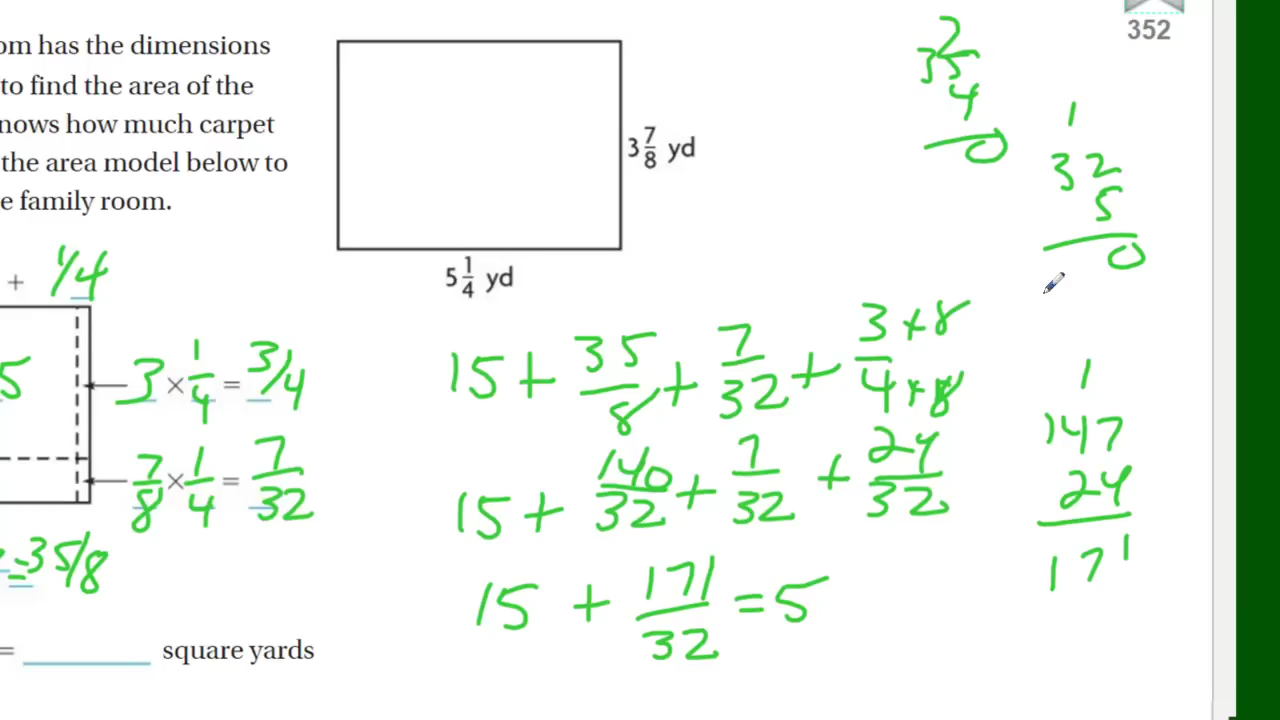 352
om has the dimensions
to find the area of the
nows how much carpet
the area model below to
e family room.
3 7/8 yd
5 1/4 yd
2
35
4
0
1
32
5
0
+ 1/4
5
3 × 1/4 = 3/4
7/8 × 1/4 = 7/32
= 35/8
15 + 35/8 + 7/32 + 3×8/4×8
15 + 140/32 + 7/32 + 24/32
15 + 171/32 = 5
1
147
24
171
= square yards